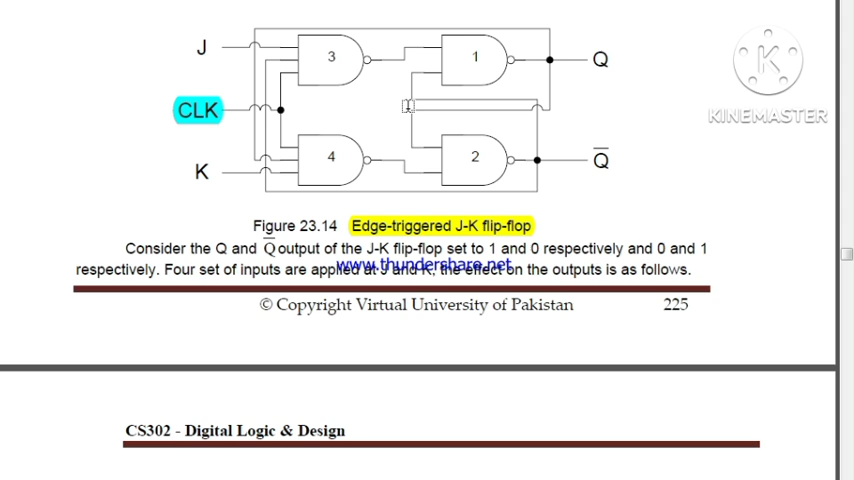 J
3
1
Q
KINEMASTER
CLK
K
4
2
Q̅
Figure 23.14 Edge-triggered J-K flip-flop
Consider the Q and Q̅ output of the J-K flip-flop set to 1 and 0 respectively and 0 and 1
respectively. Four set of inputs are applied at J and K, the effect on the outputs is as follows.
www.thundershare.net
© Copyright Virtual University of Pakistan 225
CS302 - Digital Logic & Design